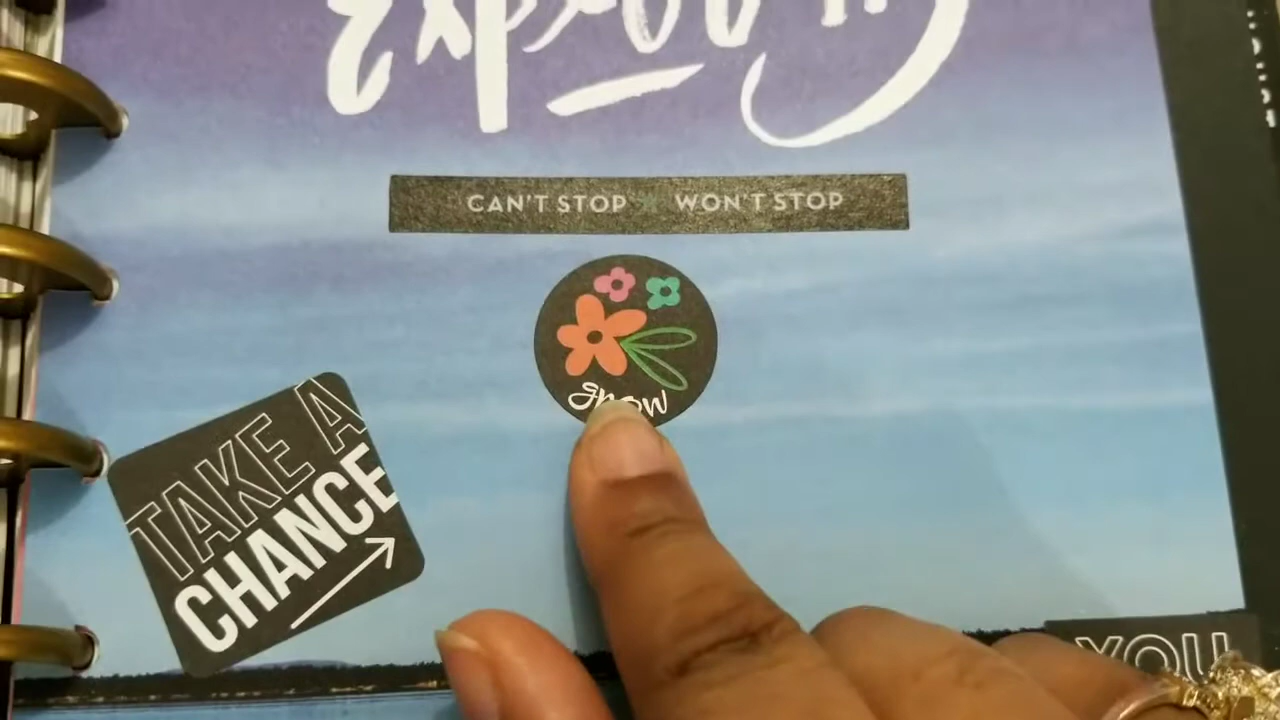 CAN'T STOP WON'T STOP
grow
TAKE A
CHANCE
YOU